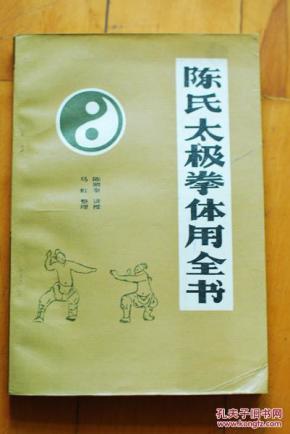 陈氏太极拳体用全书
陈照奎 讲授
马虹 整理
孔夫子旧书网